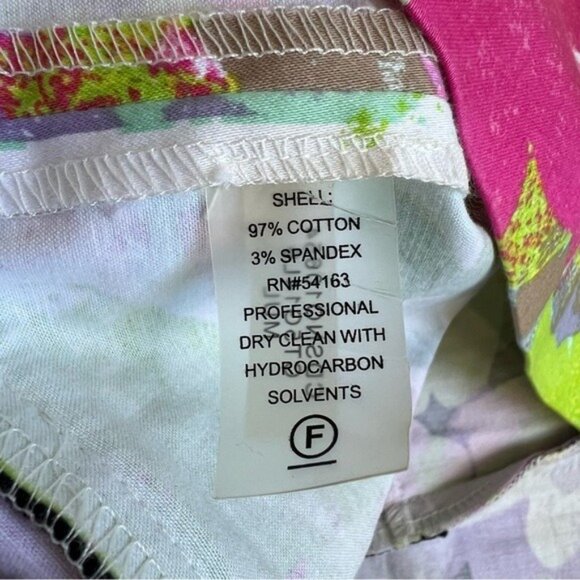 SHELL:
97% COTTON
3% SPANDEX
RN#54163
PROFESSIONAL
DRY CLEAN WITH
HYDROCARBON
SOLVENTS
F